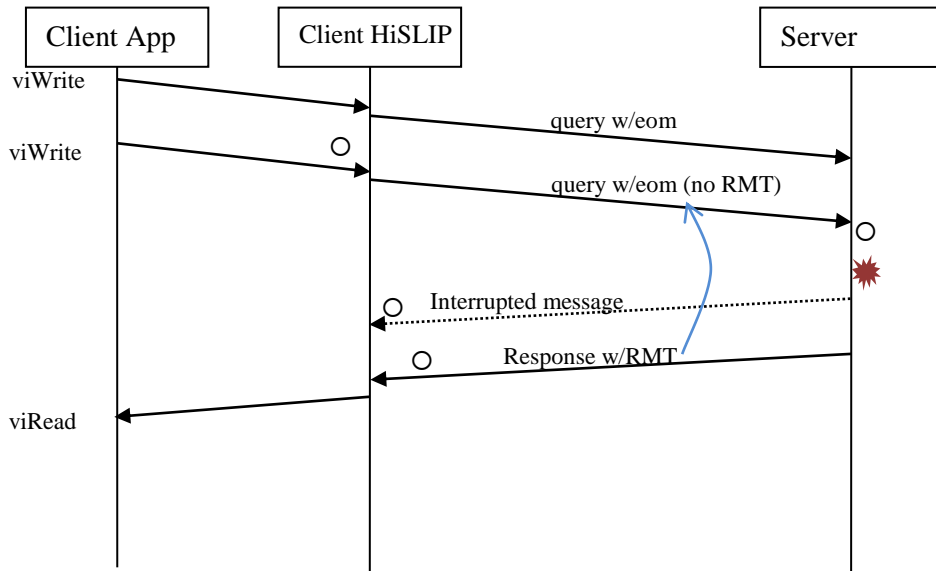 Client App
Client HiSLIP
Server
viWrite
query w/eom
viWrite
query w/eom (no RMT)
Interrupted message
Response w/RMT
viRead